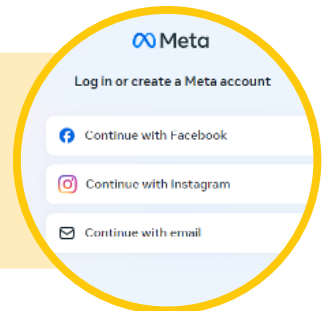 Meta
Log in or create a Meta account
Continue with Facebook
Continue with Instagram
Continue with email